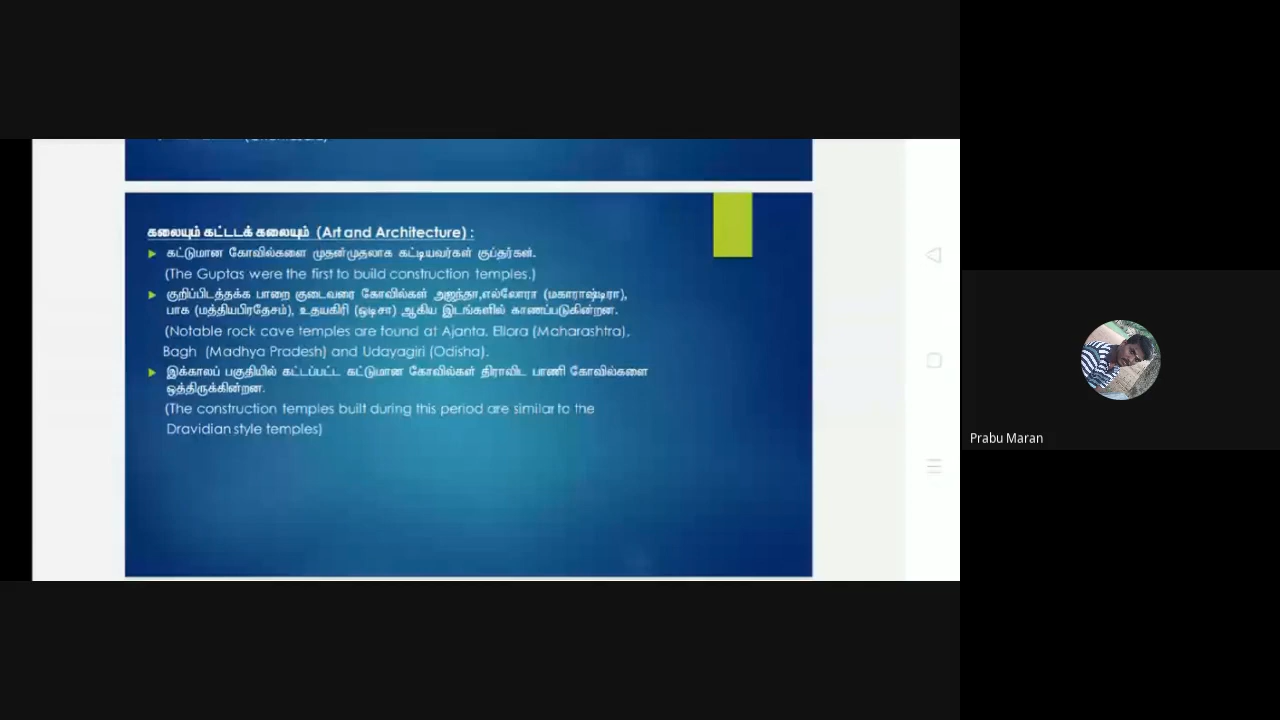 கலையும் கட்டடக் கலையும் (Art and Architecture) :
கட்டுமான கோவில்களை முதன்முதலாக கட்டியவர்கள் குப்தர்கள்.
(The Guptas were the first to build construction temples.)
குறிப்பிடத்தக்க பாறை குடைவரை கோவில்கள் அஜந்தா,எல்லோரா (மகாராஷ்டிரா),
பாக (மத்தியபிரதேசம்), உதயகிரி (ஒடிசா) ஆகிய இடங்களில் காணப்படுகின்றன.
(Notable rock cave temples are found at Ajanta, Ellora (Maharashtra),
Bagh (Madhya Pradesh) and Udayagiri (Odisha).
இக்காலப் பகுதியில் கட்டப்பட்ட கட்டுமான கோவில்கள் திராவிட பாணி கோவில்களை
ஒத்திருக்கின்றன.
(The construction temples built during this period are similar to the
Dravidian style temples)
Prabu Maran